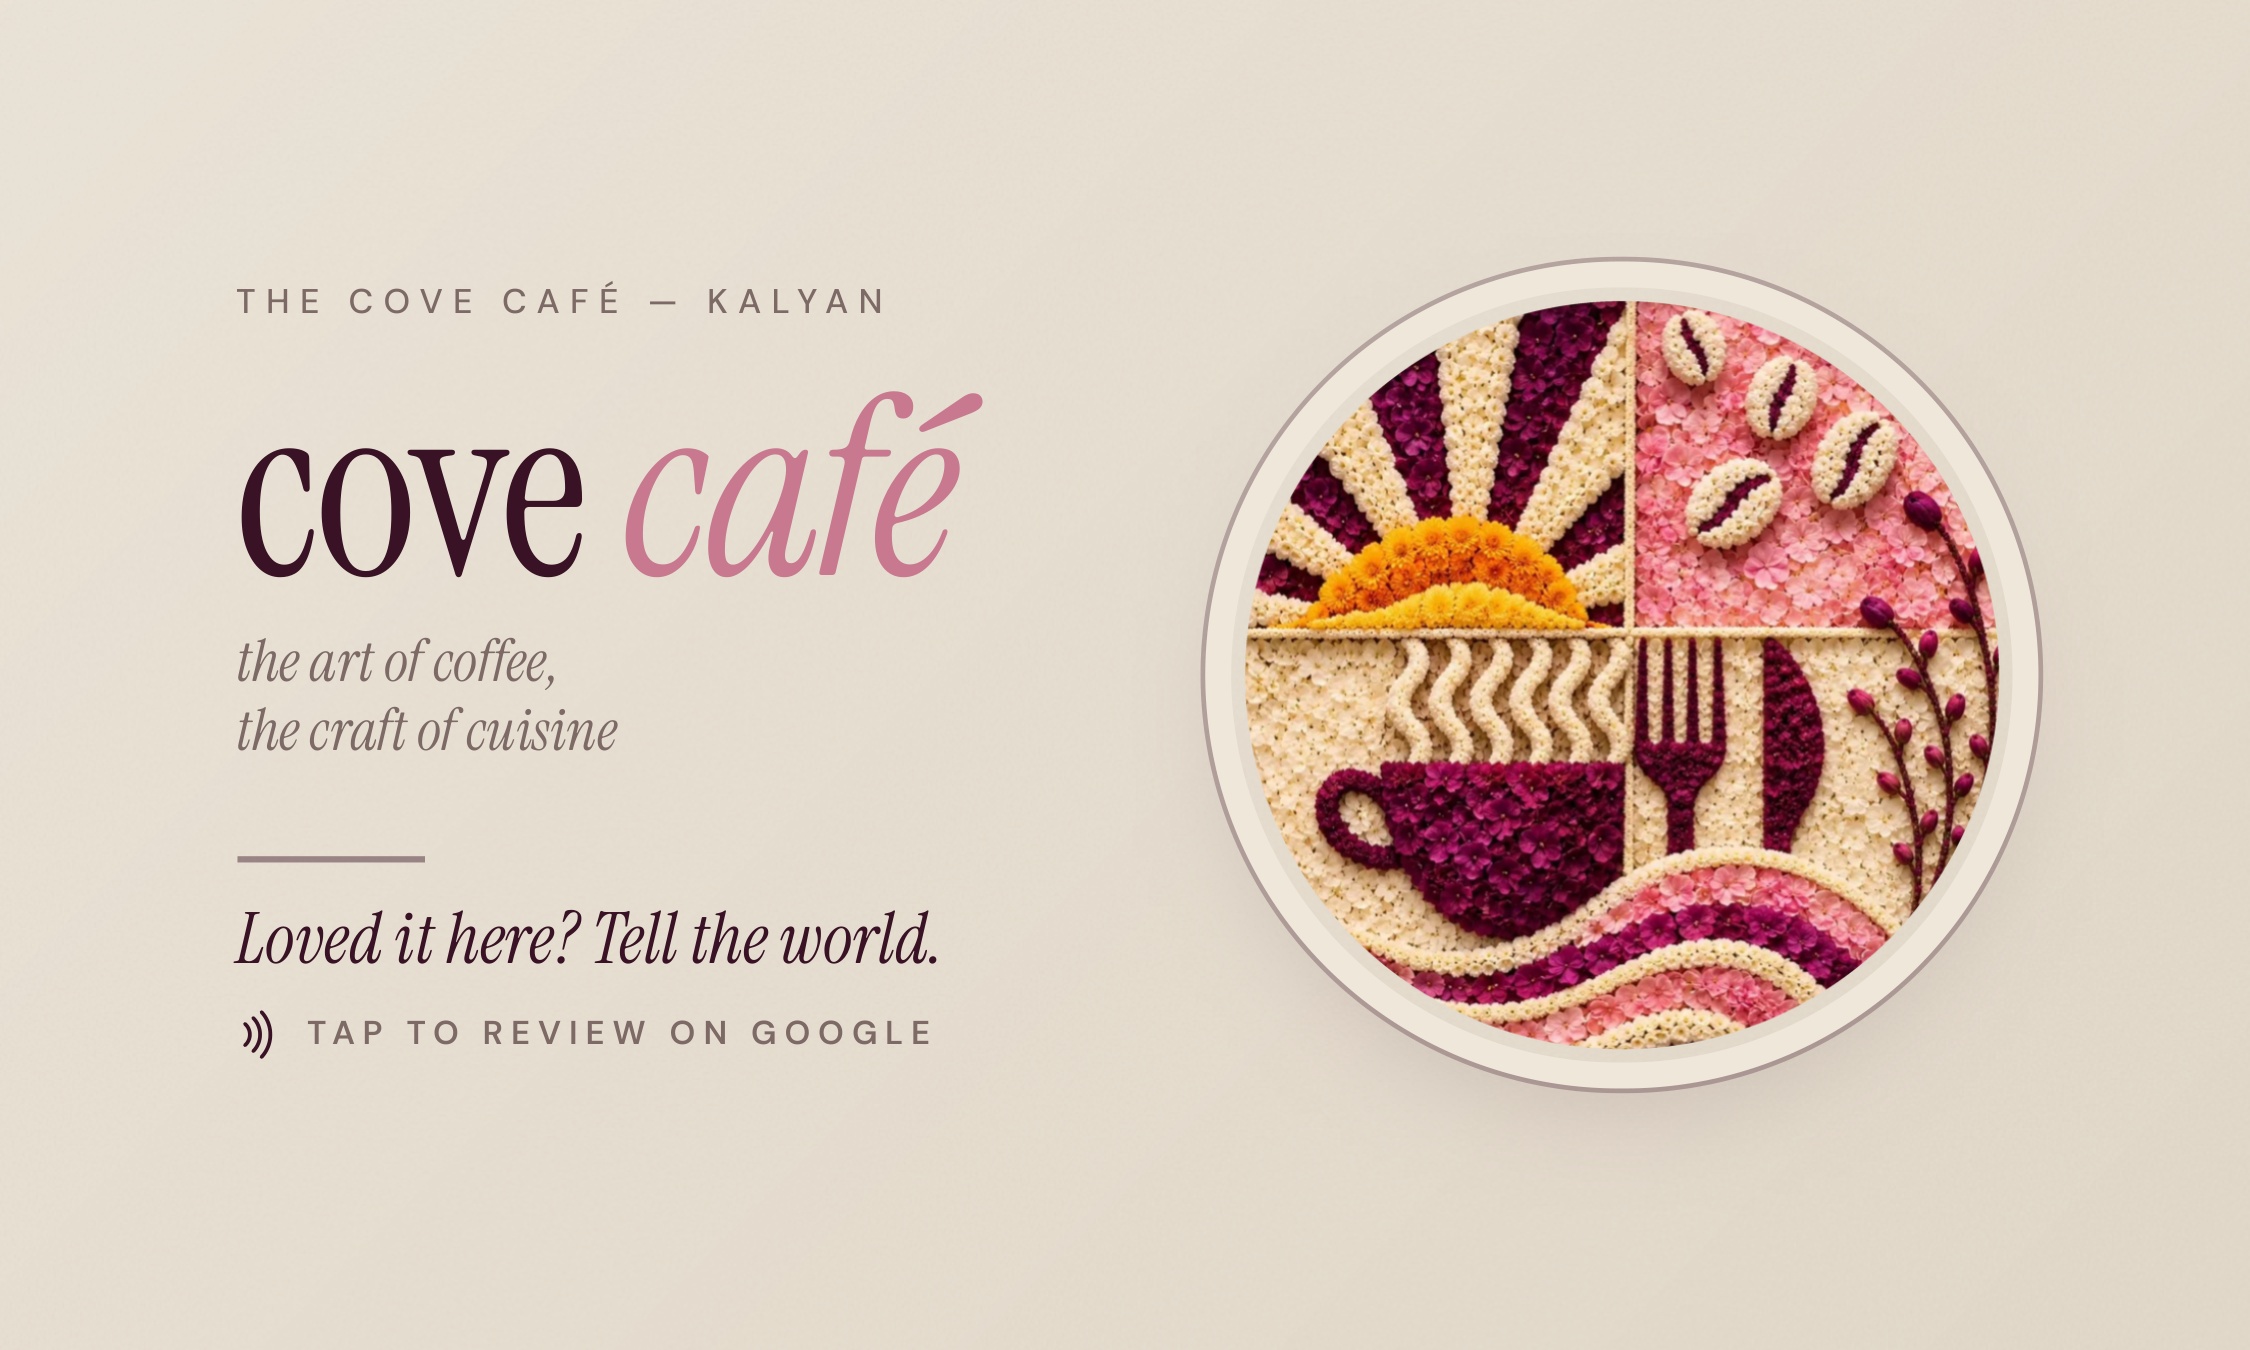 THE COVE CAFÉ — KALYAN
cove café
the art of coffee,
the craft of cuisine
Loved it here? Tell the world.
TAP TO REVIEW ON GOOGLE